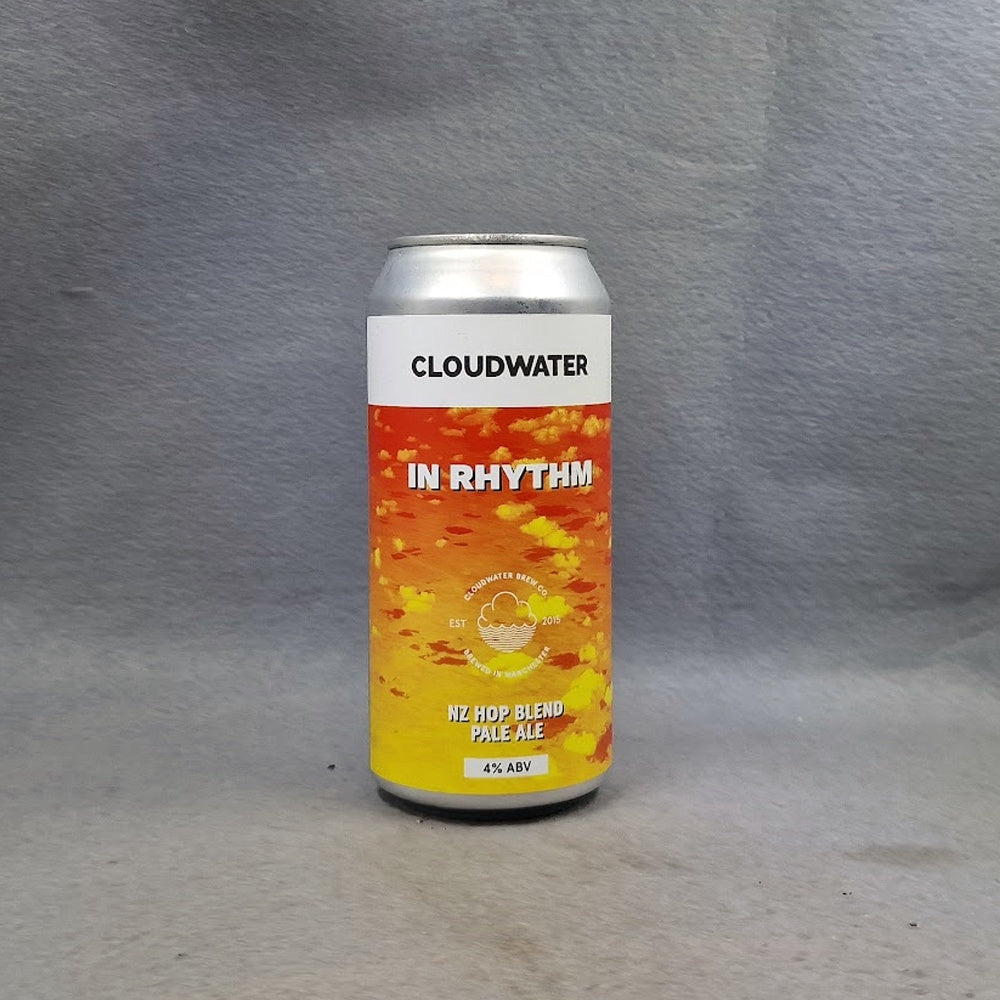 CLOUDWATER
IN RHYTHM
CLOUDWATER BREW CO
EST 2015
BREWED IN MANCHESTER
NZ HOP BLEND
PALE ALE
4% ABV